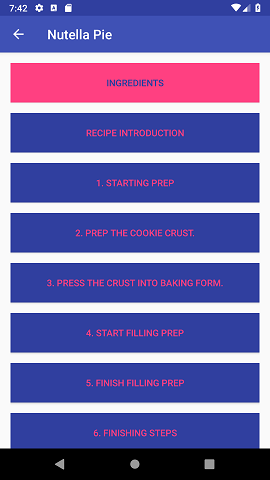 7:42
Nutella Pie
INGREDIENTS
RECIPE INTRODUCTION
1. STARTING PREP
2. PREP THE COOKIE CRUST.
3. PRESS THE CRUST INTO BAKING FORM.
4. START FILLING PREP
5. FINISH FILLING PREP
6. FINISHING STEPS